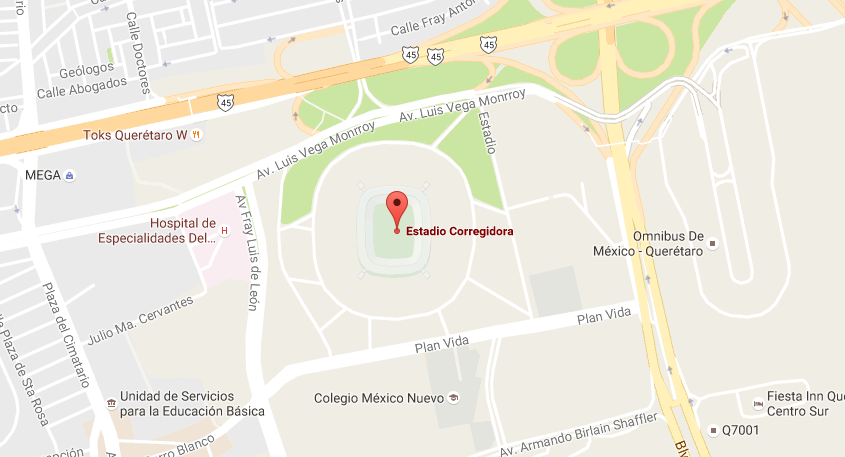 Calle Fray Anton
itario
Calle Doctores
45
45
45
Geólogos
Calle Abogados
45
Toks Querétaro W
Av. Luis Vega Monrroy
Av. Luis Vega Monrroy
Estadio
MEGA
Hospital de
Especialidades Del...
H
Av Fray Luis de León
Estadio Corregidora
Omnibus De
México - Querétaro
Julio Ma. Cervantes
Plaza del Cimatario
Plaza de Sta Rosa
Plan Vida
Plan Vida
Unidad de Servicios
para la Educación Básica
Colegio México Nuevo
Fiesta Inn Que
Centro Sur
Q7001
Av. Armando Birlain Shaffler
rro Blanco
epción
Blv